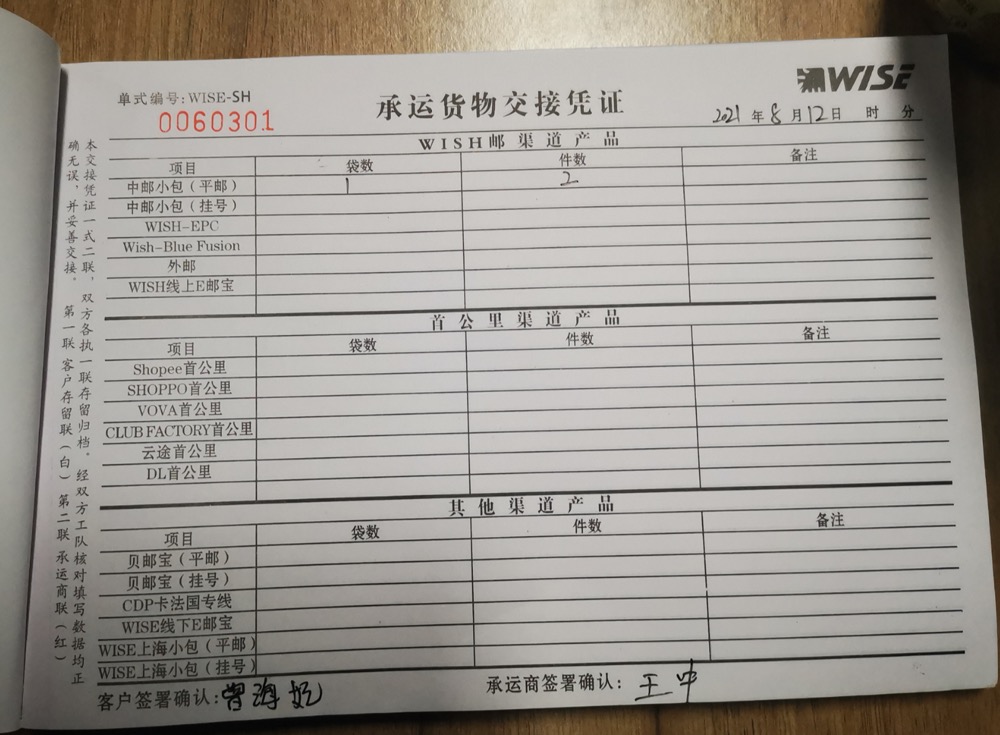 WISE
单式编号:WISE-SH
承运货物交接凭证
0060301
2021 年 8 月 12 日 时 分
WISH邮渠道产品
项目 袋数 件数 备注
中邮小包（平邮） 1 2
中邮小包（挂号）
WISH-EPC
Wish-Blue Fusion
外邮
WISH线上E邮宝
首公里渠道产品
项目 袋数 件数 备注
Shopee首公里
SHOPPO首公里
VOVA首公里
CLUB FACTORY首公里
云途首公里
DL首公里
其他渠道产品
项目 袋数 件数 备注
贝邮宝（平邮）
贝邮宝（挂号）
CDP卡法国专线
WISE线下E邮宝
WISE上海小包（平邮）
WISE上海小包（挂号）
客户签署确认:曾海 承运商签署确认: 王中
本交接凭证一式二联，双方各执一联存留归档。经双方工队核对填写数据均正
确无误，并妥善交接。 第一联 客户存留联（白）第二联 承运商联（红）